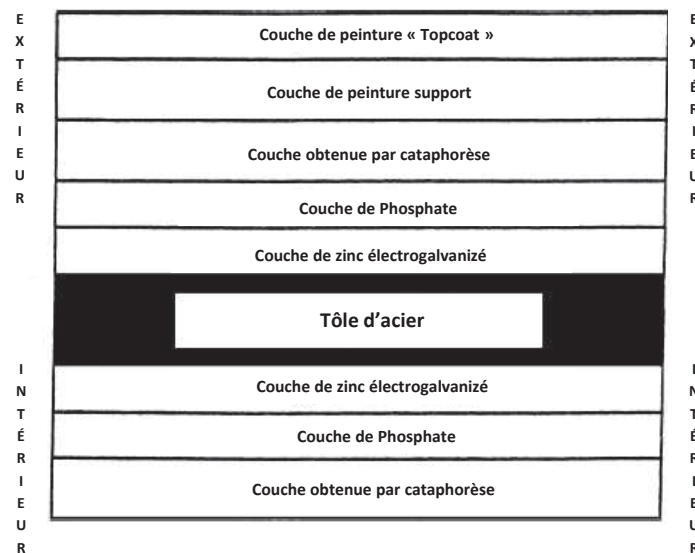 EXTÉRIEUR
Couche de peinture « Topcoat »
Couche de peinture support
Couche obtenue par cataphorèse
Couche de Phosphate
Couche de zinc électrogalvanizé
EXTÉRIEUR
Tôle d’acier
INTÉRIEUR
Couche de zinc électrogalvanizé
Couche de Phosphate
Couche obtenue par cataphorèse
INTÉRIEUR